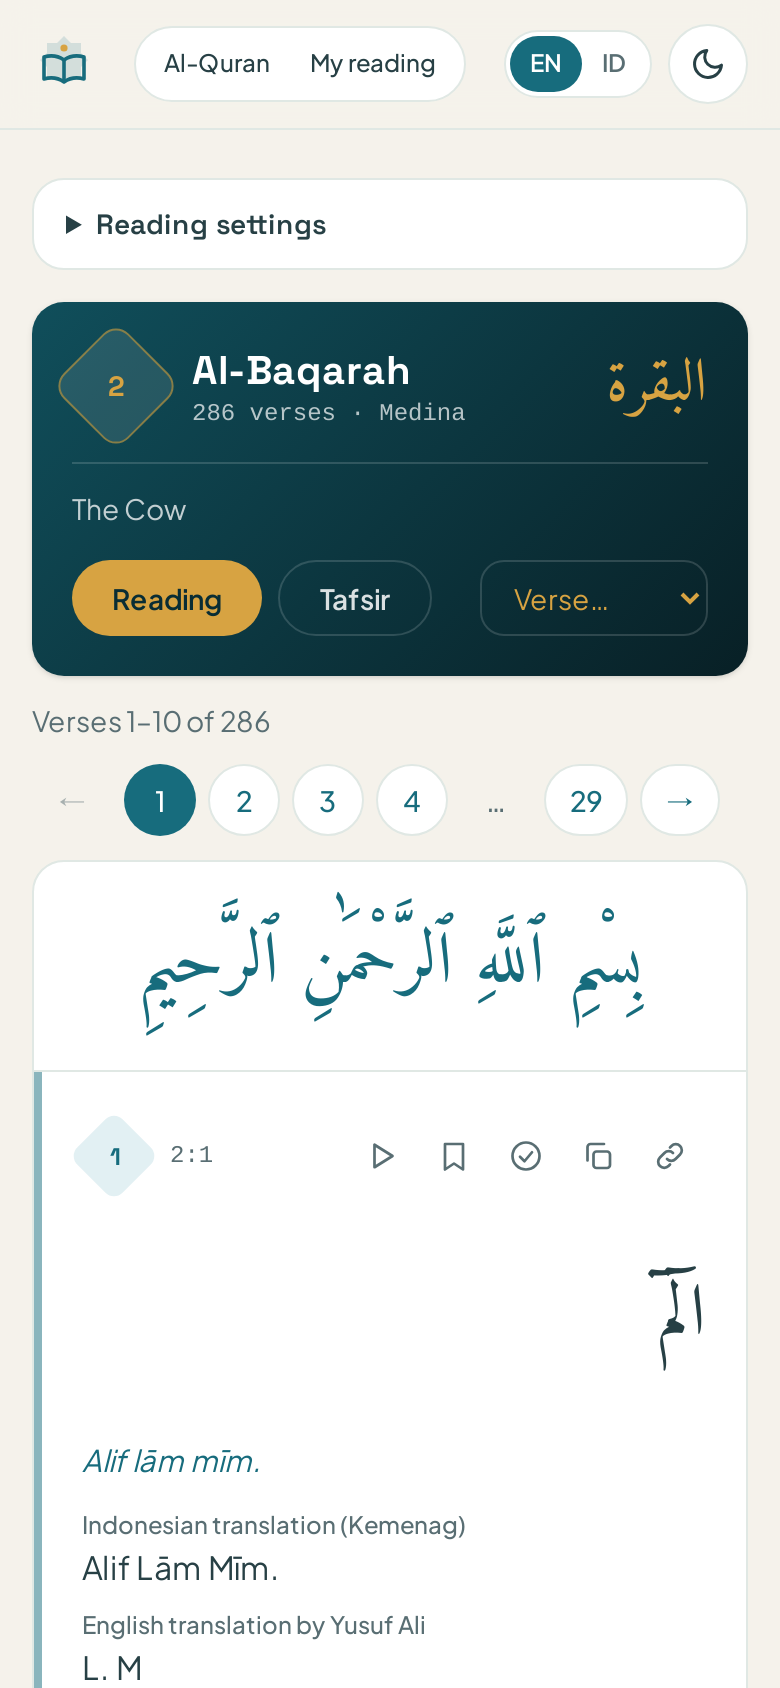 Al-Quran My reading EN ID
Reading settings
2 Al-Baqarah البقرة
286 verses · Medina
The Cow
Reading Tafsir Verse...
Verses 1–10 of 286
← 1 2 3 4 … 29 →
بِسْمِ ٱللَّهِ ٱلرَّحْمَٰنِ ٱلرَّحِيمِ
١ 2:1
الٓمٓ
Alif lām mīm.
Indonesian translation (Kemenag)
Alif Lām Mīm.
English translation by Yusuf Ali
L. M